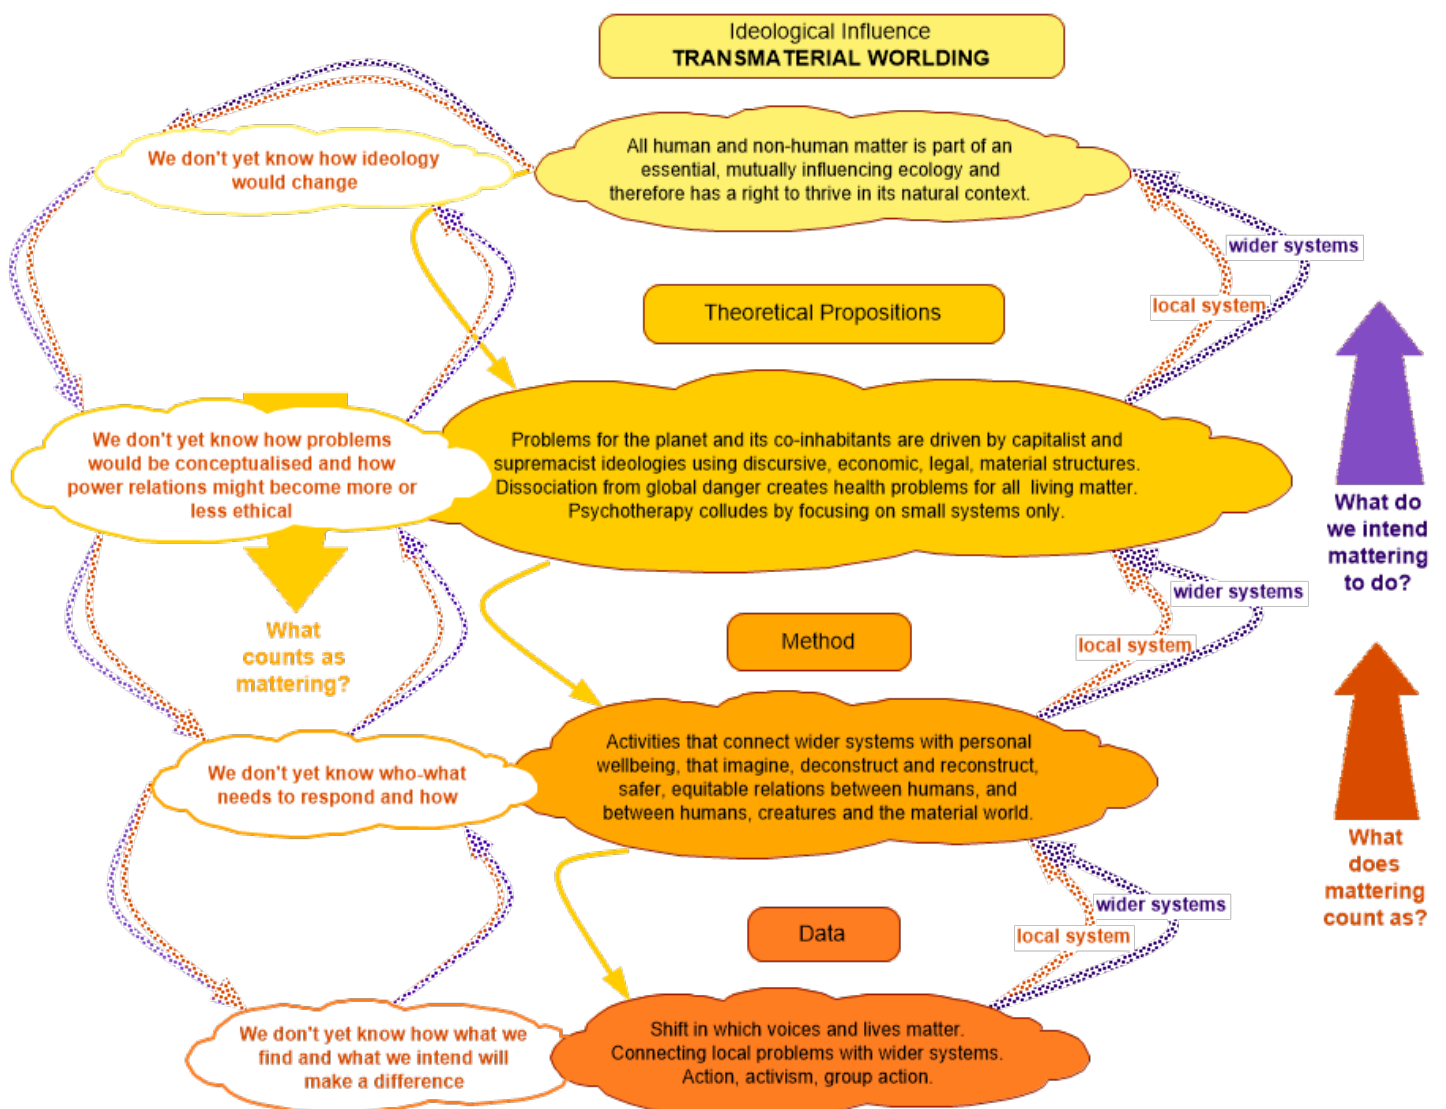 Ideological Influence
TRANSMATERIAL WORLDING
We don't yet know how ideology
would change
All human and non-human matter is part of an
essential, mutually influencing ecology and
therefore has a right to thrive in its natural context.
wider systems
local system
Theoretical Propositions
We don't yet know how problems
would be conceptualised and how
power relations might become more or
less ethical
Problems for the planet and its co-inhabitants are driven by capitalist and
supremacist ideologies using discursive, economic, legal, material structures.
Dissociation from global danger creates health problems for all living matter.
Psychotherapy colludes by focusing on small systems only.
What do
we intend
mattering
to do?
wider systems
local system
What
counts as
mattering?
Method
We don't yet know who-what
needs to respond and how
Activities that connect wider systems with personal
wellbeing, that imagine, deconstruct and reconstruct,
safer, equitable relations between humans, and
between humans, creatures and the material world.
What
does
mattering
count as?
wider systems
local system
Data
We don't yet know how what we
find and what we intend will
make a difference
Shift in which voices and lives matter.
Connecting local problems with wider systems.
Action, activism, group action.